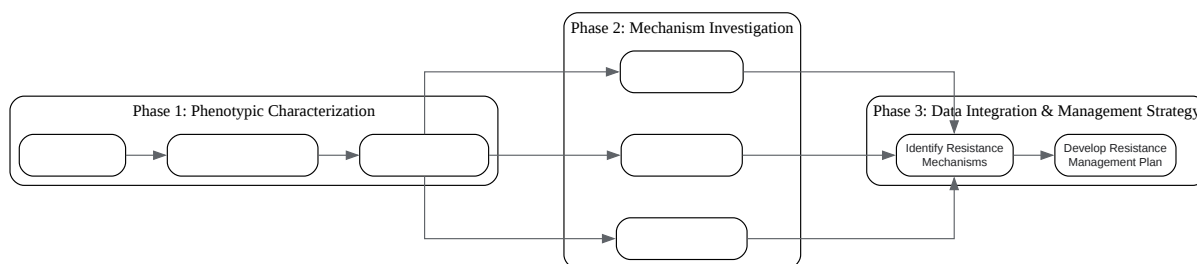 Phase 2: Mechanism Investigation
Phase 1: Phenotypic Characterization
Phase 3: Data Integration & Management Strategy
Identify Resistance
Mechanisms
Develop Resistance
Management Plan